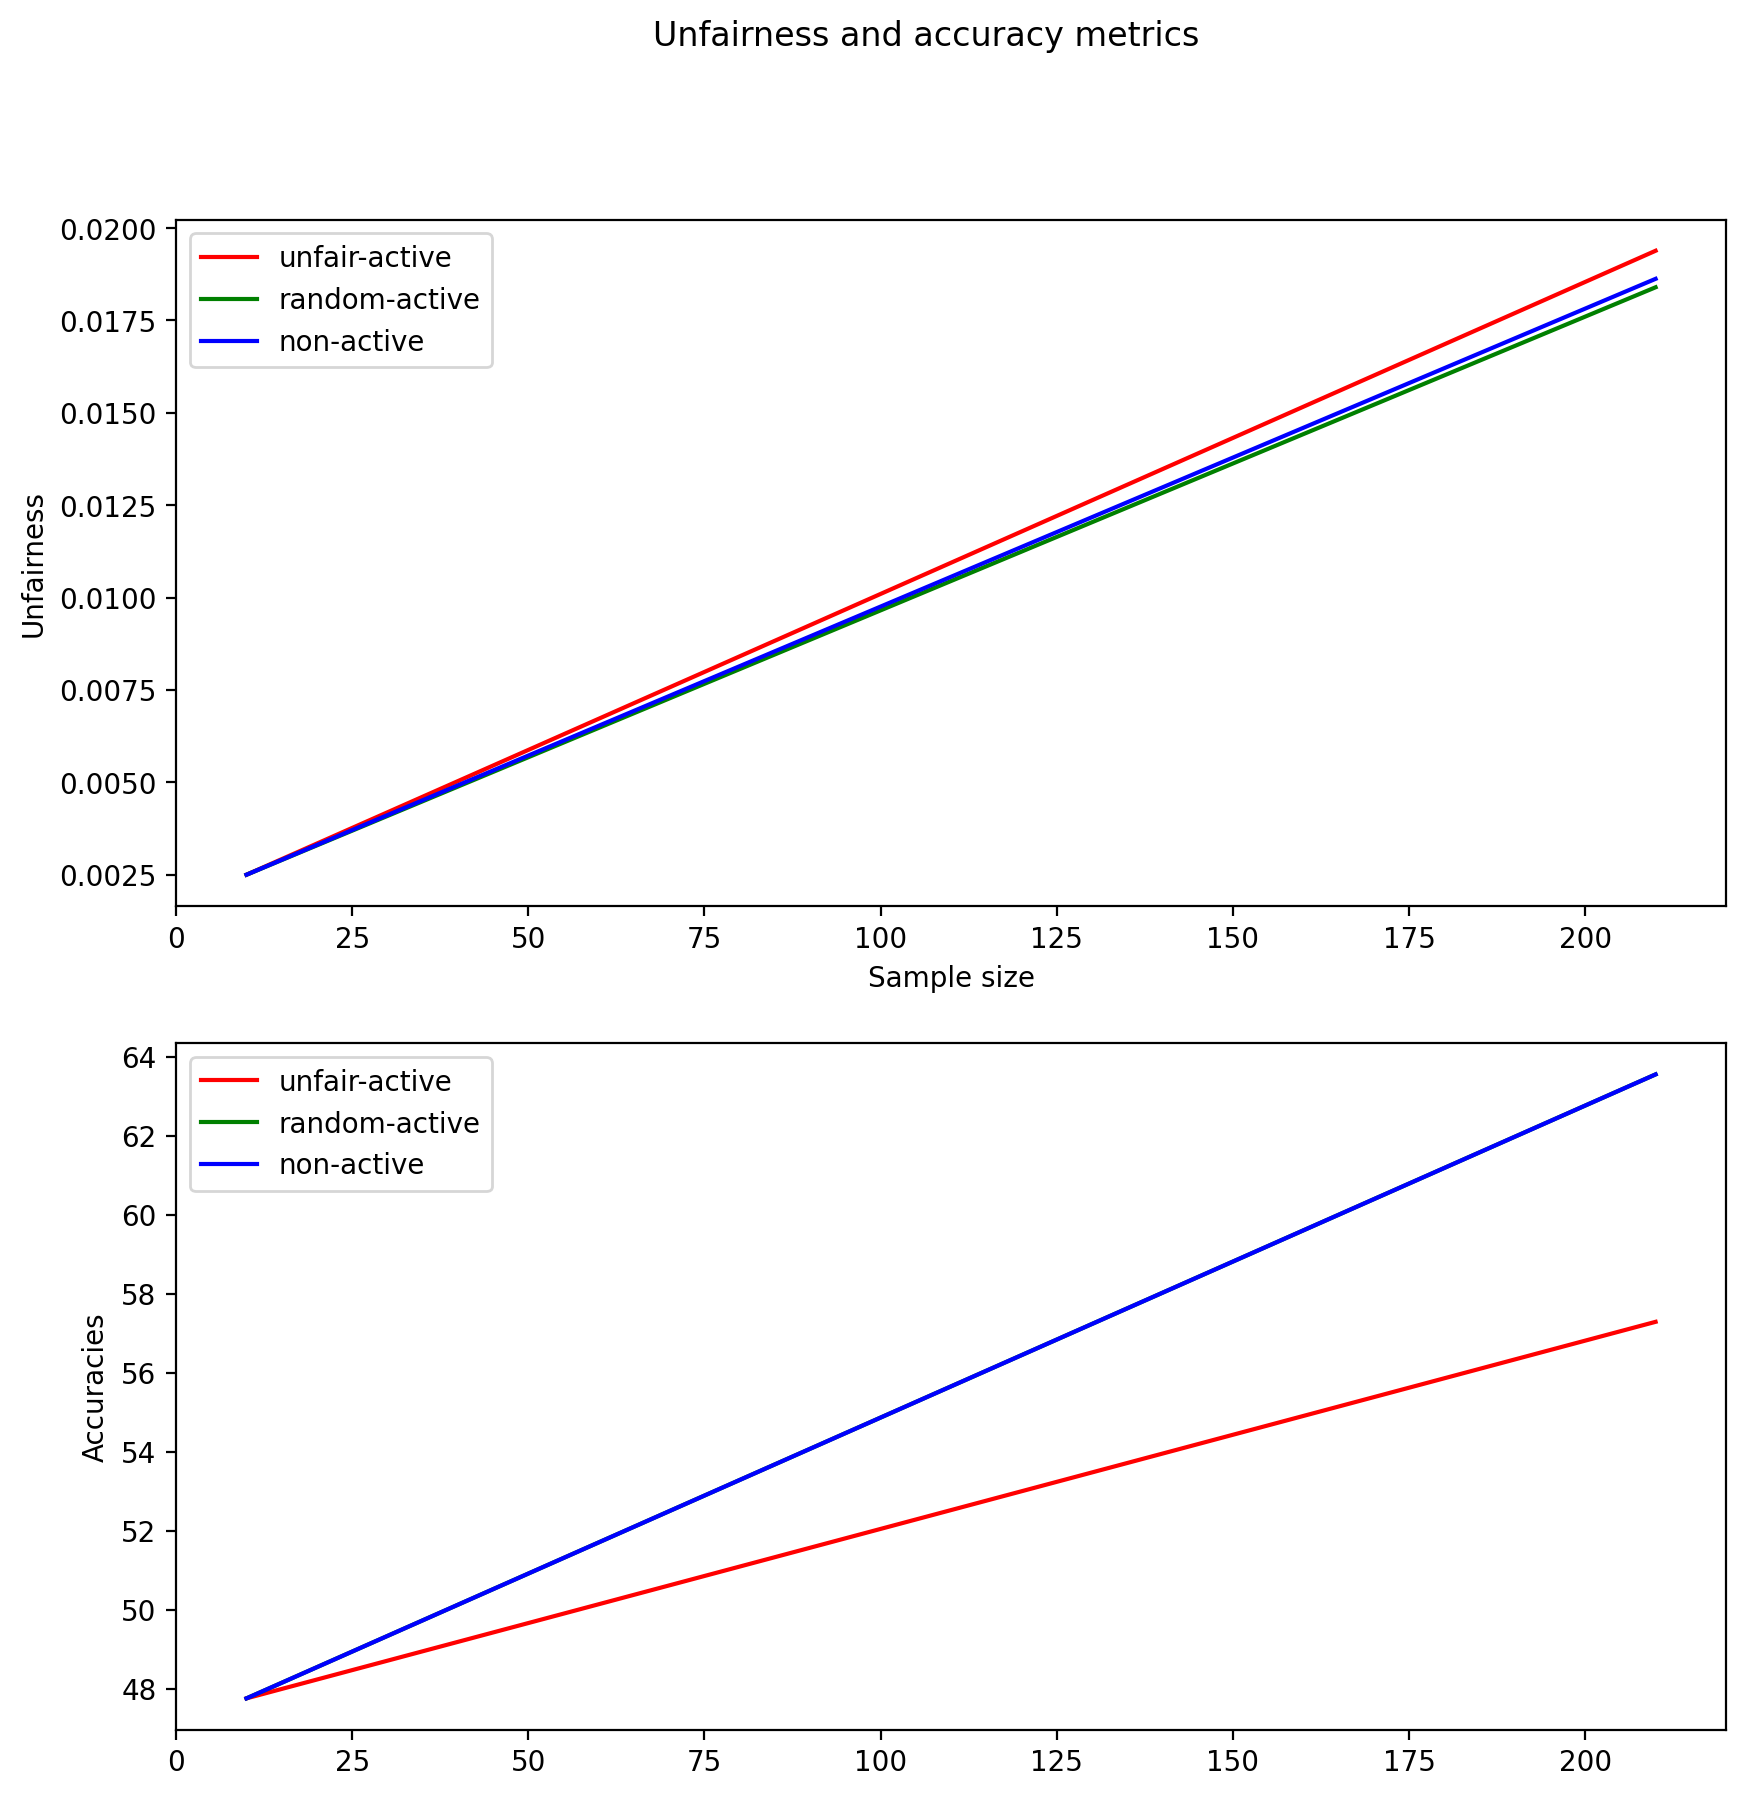 Unfairness and accuracy metrics
0.0200
0.0175
0.0150
0.0125
0.0100
0.0075
0.0050
0.0025
Unfairness
unfair-active
random-active
non-active
0 25 50 75 100 125 150 175 200
Sample size
64
62
60
58
56
54
52
50
48
Accuracies
unfair-active
random-active
non-active
0 25 50 75 100 125 150 175 200